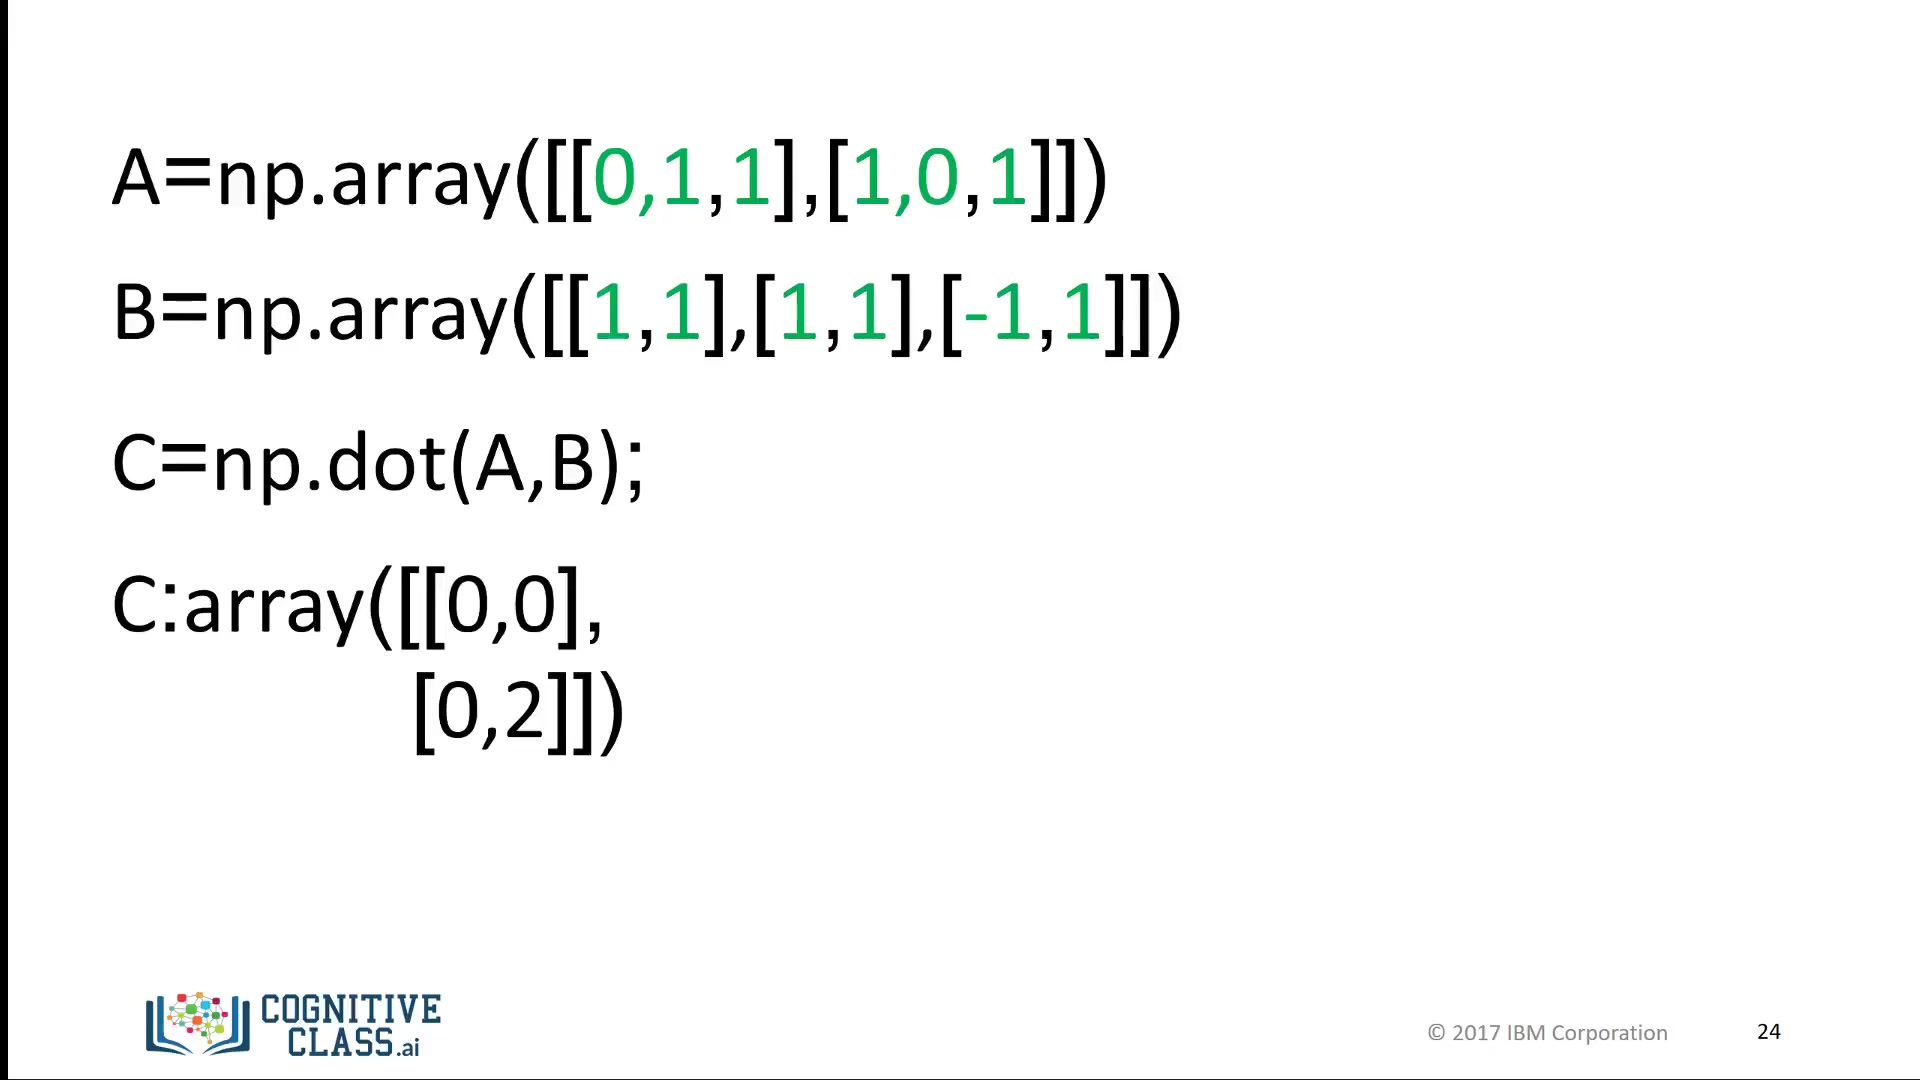 A=np.array([[0,1,1],[1,0,1]])
B=np.array([[1,1],[1,1],[-1,1]])
C=np.dot(A,B);
C:array([[0,0],
[0,2]])
COGNITIVE
CLASS.ai
© 2017 IBM Corporation 24